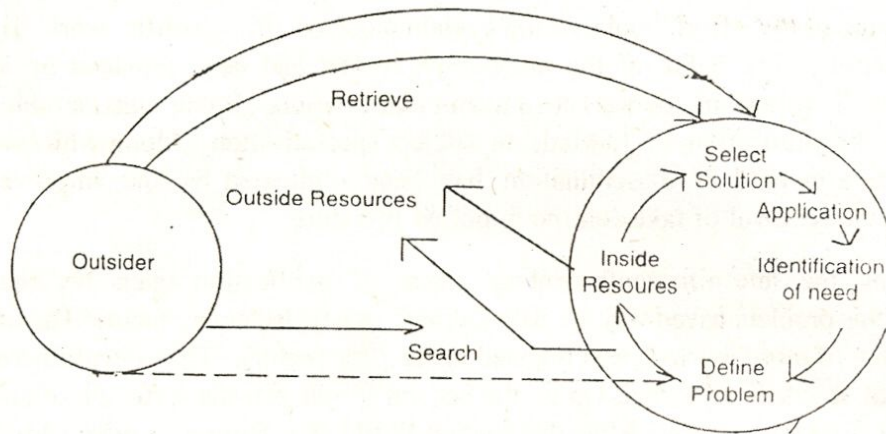 Retrieve
Select
Solution
Outside Resources
Application
Outsider
Inside
Resoures
Identification
of need
Search
Define
Problem